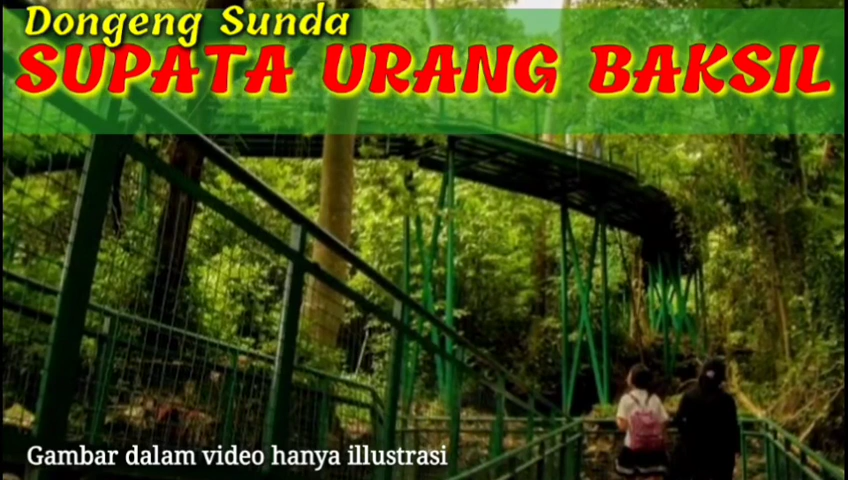 Dongeng Sunda
SUPATA URANG BAKSIL
Gambar dalam video hanya illustrasi